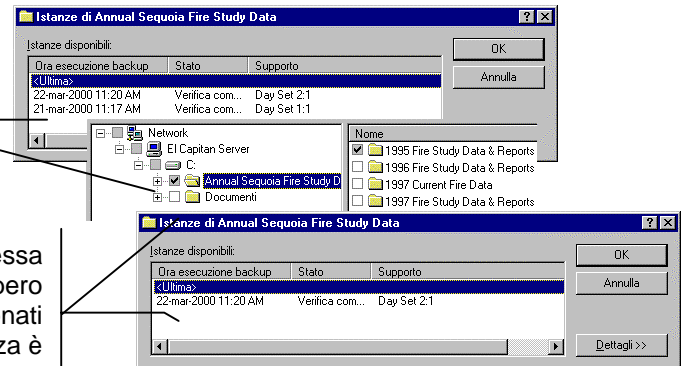 Istanze di Annual Sequoia Fire Study Data
Istanze disponibili:
OK
Annulla
Ora esecuzione backup Stato Supporto
<Ultima>
22-mar-2000 11:20 AM Verifica com... Day Set 2:1
21-mar-2000 11:17 AM Verifica com... Day Set 1:1
Network
El Capitan Server
C:
Annual Sequoia Fire Study D
Documenti
Nome
1995 Fire Study Data & Reports
1996 Fire Study Data & Reports
1997 Current Fire Data
1997 Fire Study Data & Reports
Istanze di Annual Sequoia Fire Study Data
Istanze disponibili:
OK
Annulla
Dettagli >>
Ora esecuzione backup Stato Supporto
<Ultima>
22-mar-2000 11:20 AM Verifica com... Day Set 2:1
essa
pero
nati
za è